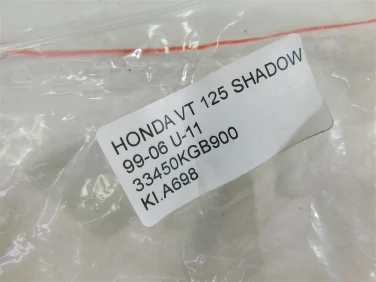 HONDA VT 125 SHADOW
99-06 U-11
33450KGB900
KI.A698